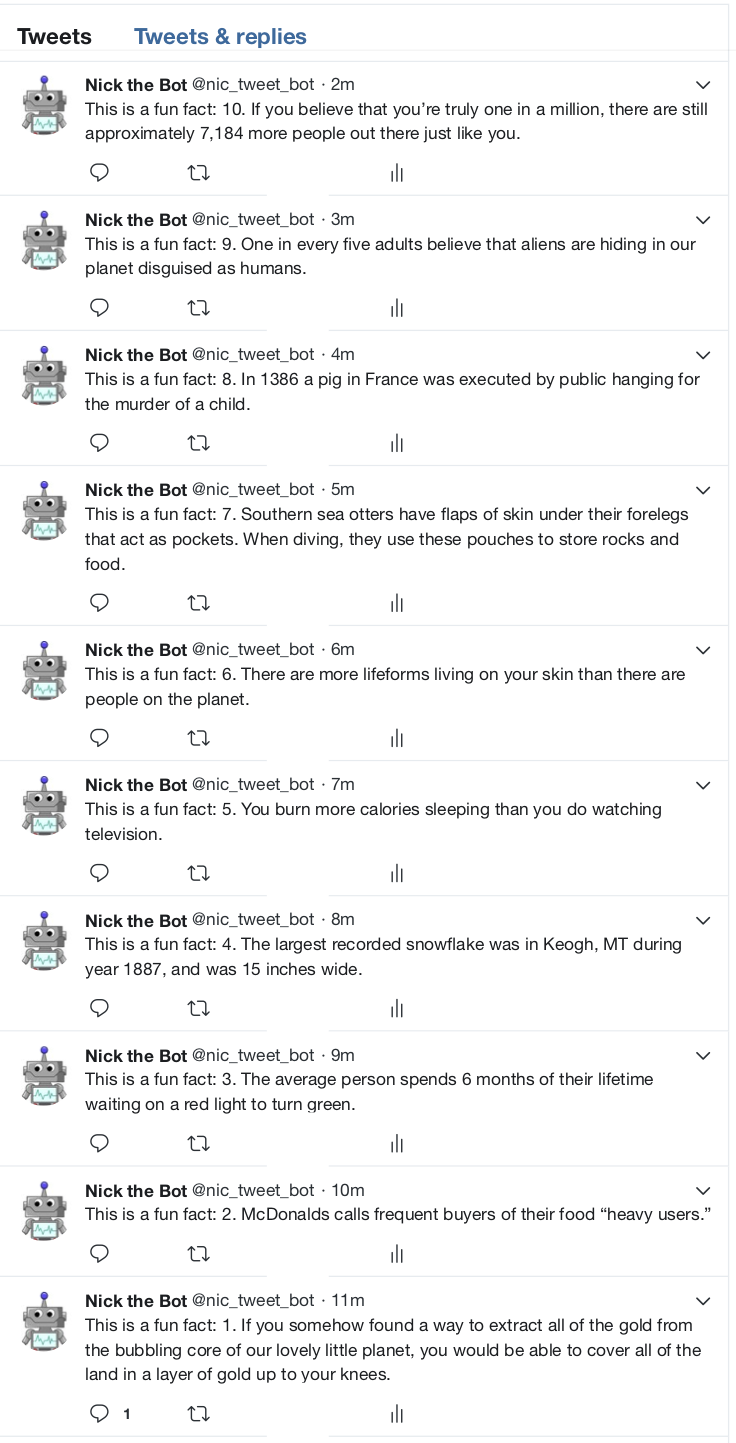 Tweets Tweets & replies
Nick the Bot @nic_tweet_bot · 2m
This is a fun fact: 10. If you believe that you’re truly one in a million, there are still
approximately 7,184 more people out there just like you.
Nick the Bot @nic_tweet_bot · 3m
This is a fun fact: 9. One in every five adults believe that aliens are hiding in our
planet disguised as humans.
Nick the Bot @nic_tweet_bot · 4m
This is a fun fact: 8. In 1386 a pig in France was executed by public hanging for
the murder of a child.
Nick the Bot @nic_tweet_bot · 5m
This is a fun fact: 7. Southern sea otters have flaps of skin under their forelegs
that act as pockets. When diving, they use these pouches to store rocks and
food.
Nick the Bot @nic_tweet_bot · 6m
This is a fun fact: 6. There are more lifeforms living on your skin than there are
people on the planet.
Nick the Bot @nic_tweet_bot · 7m
This is a fun fact: 5. You burn more calories sleeping than you do watching
television.
Nick the Bot @nic_tweet_bot · 8m
This is a fun fact: 4. The largest recorded snowflake was in Keogh, MT during
year 1887, and was 15 inches wide.
Nick the Bot @nic_tweet_bot · 9m
This is a fun fact: 3. The average person spends 6 months of their lifetime
waiting on a red light to turn green.
Nick the Bot @nic_tweet_bot · 10m
This is a fun fact: 2. McDonalds calls frequent buyers of their food “heavy users.”
Nick the Bot @nic_tweet_bot · 11m
This is a fun fact: 1. If you somehow found a way to extract all of the gold from
the bubbling core of our lovely little planet, you would be able to cover all of the
land in a layer of gold up to your knees.
1